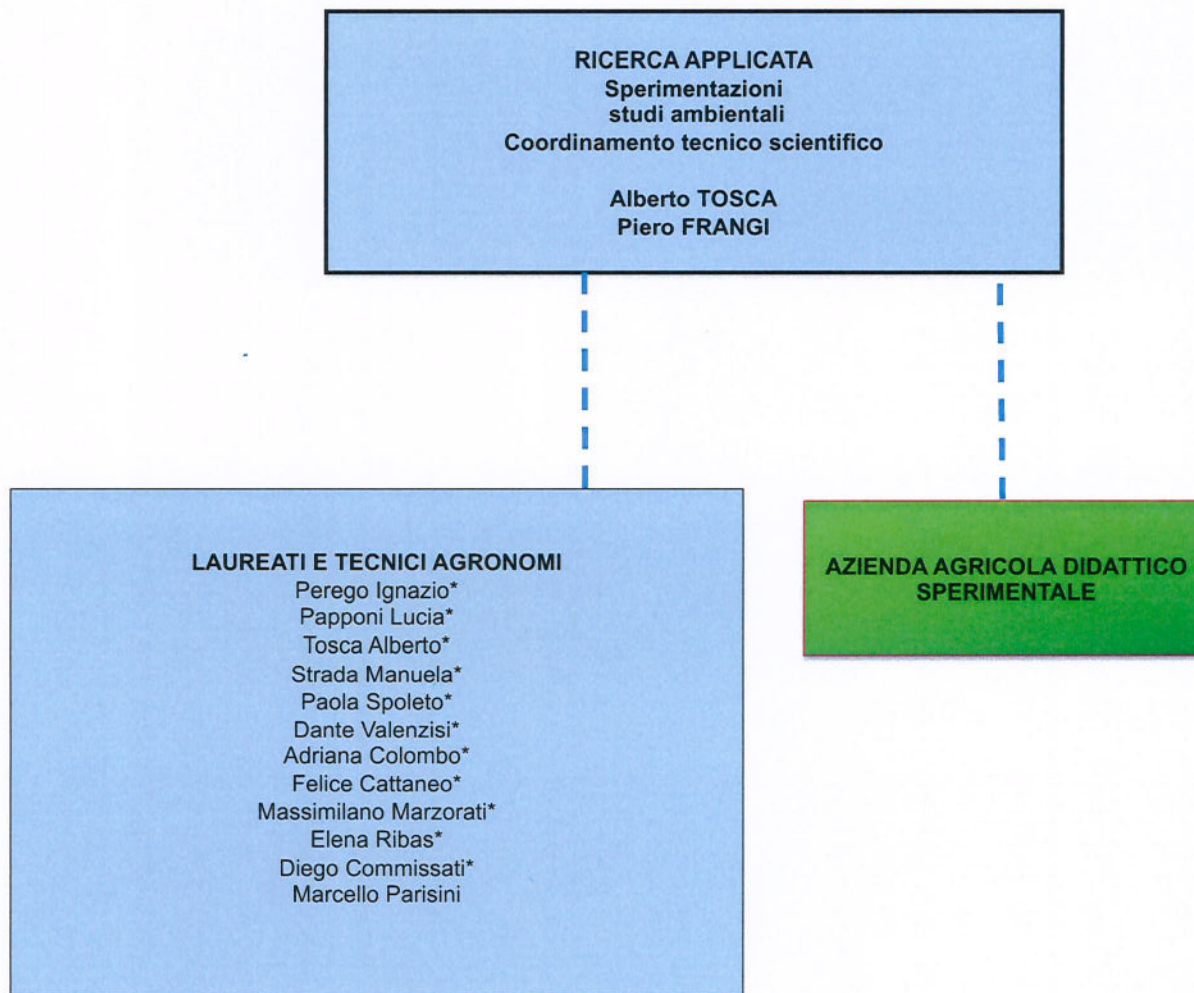 RICERCA APPLICATA
Sperimentazioni
studi ambientali
Coordinamento tecnico scientifico
Alberto TOSCA
Piero FRANGI
LAUREATI E TECNICI AGRONOMI
Perego Ignazio*
Papponi Lucia*
Tosca Alberto*
Strada Manuela*
Paola Spoleto*
Dante Valenzisi*
Adriana Colombo*
Felice Cattaneo*
Massimilano Marzorati*
Elena Ribas*
Diego Commissati*
Marcello Parisini
AZIENDA AGRICOLA DIDATTICO
SPERIMENTALE